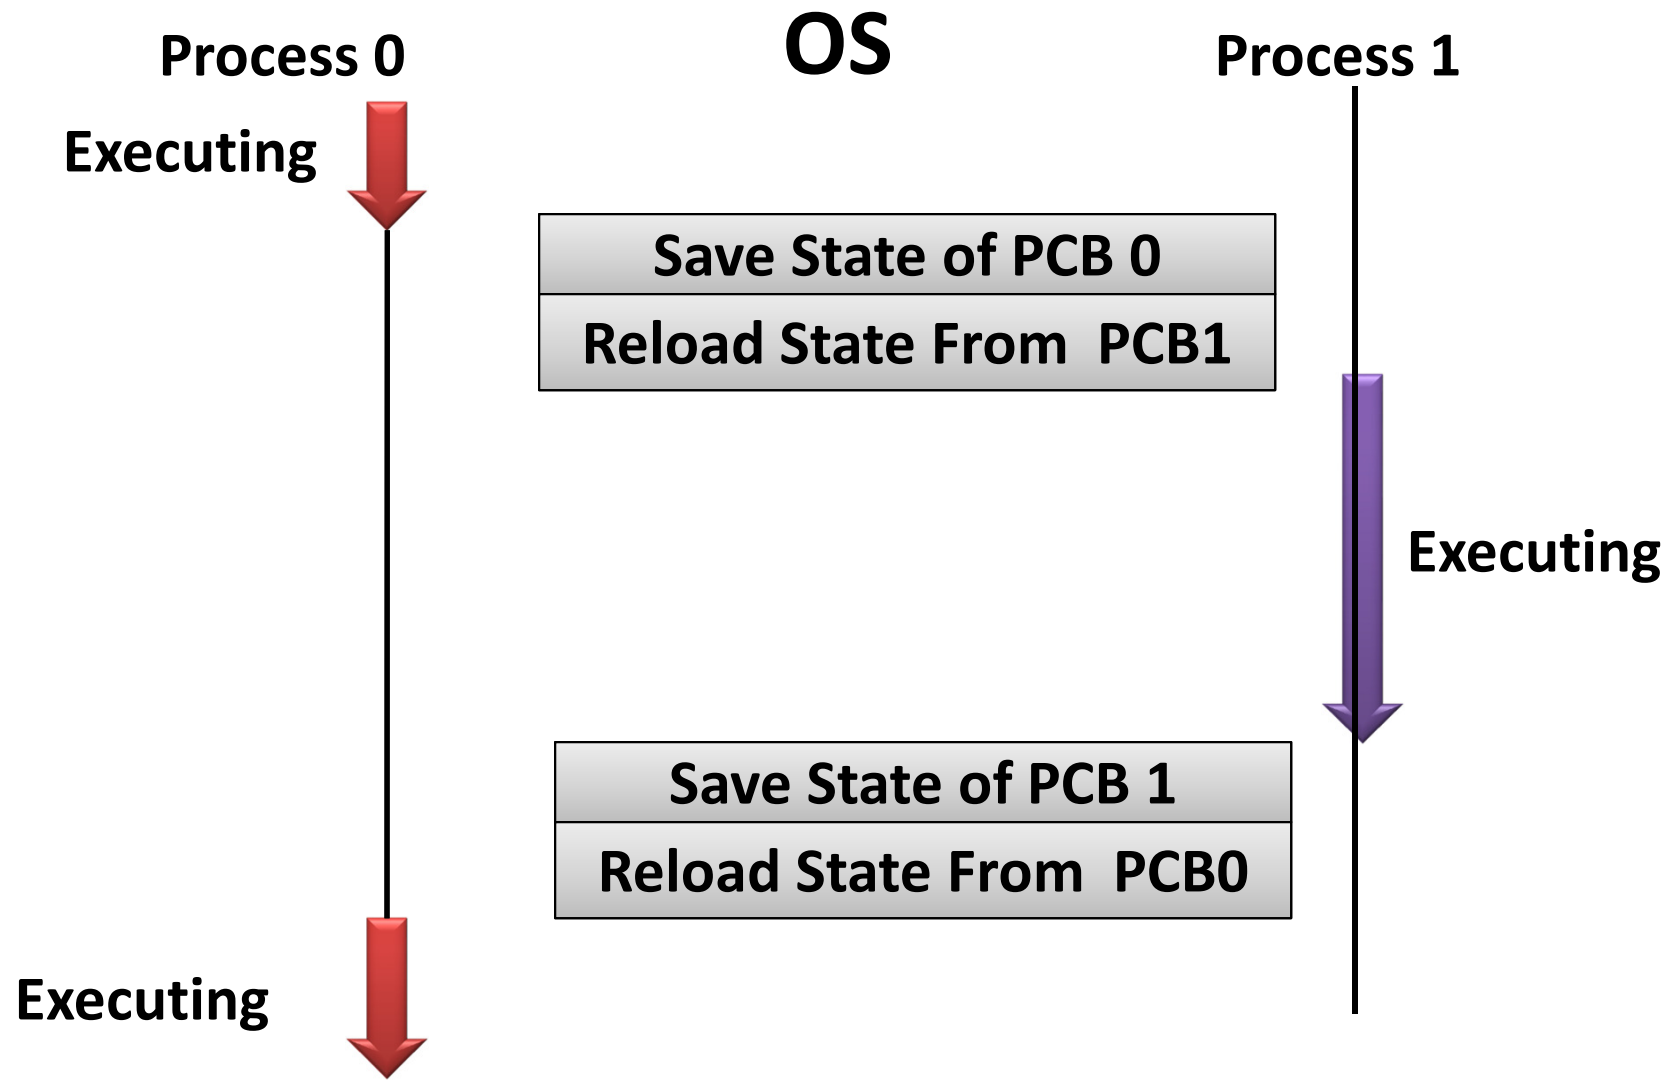 OS
Process 0
Process 1
Executing
Save State of PCB 0
Reload State From  PCB1
Executing
Save State of PCB 1
Reload State From  PCB0
Executing